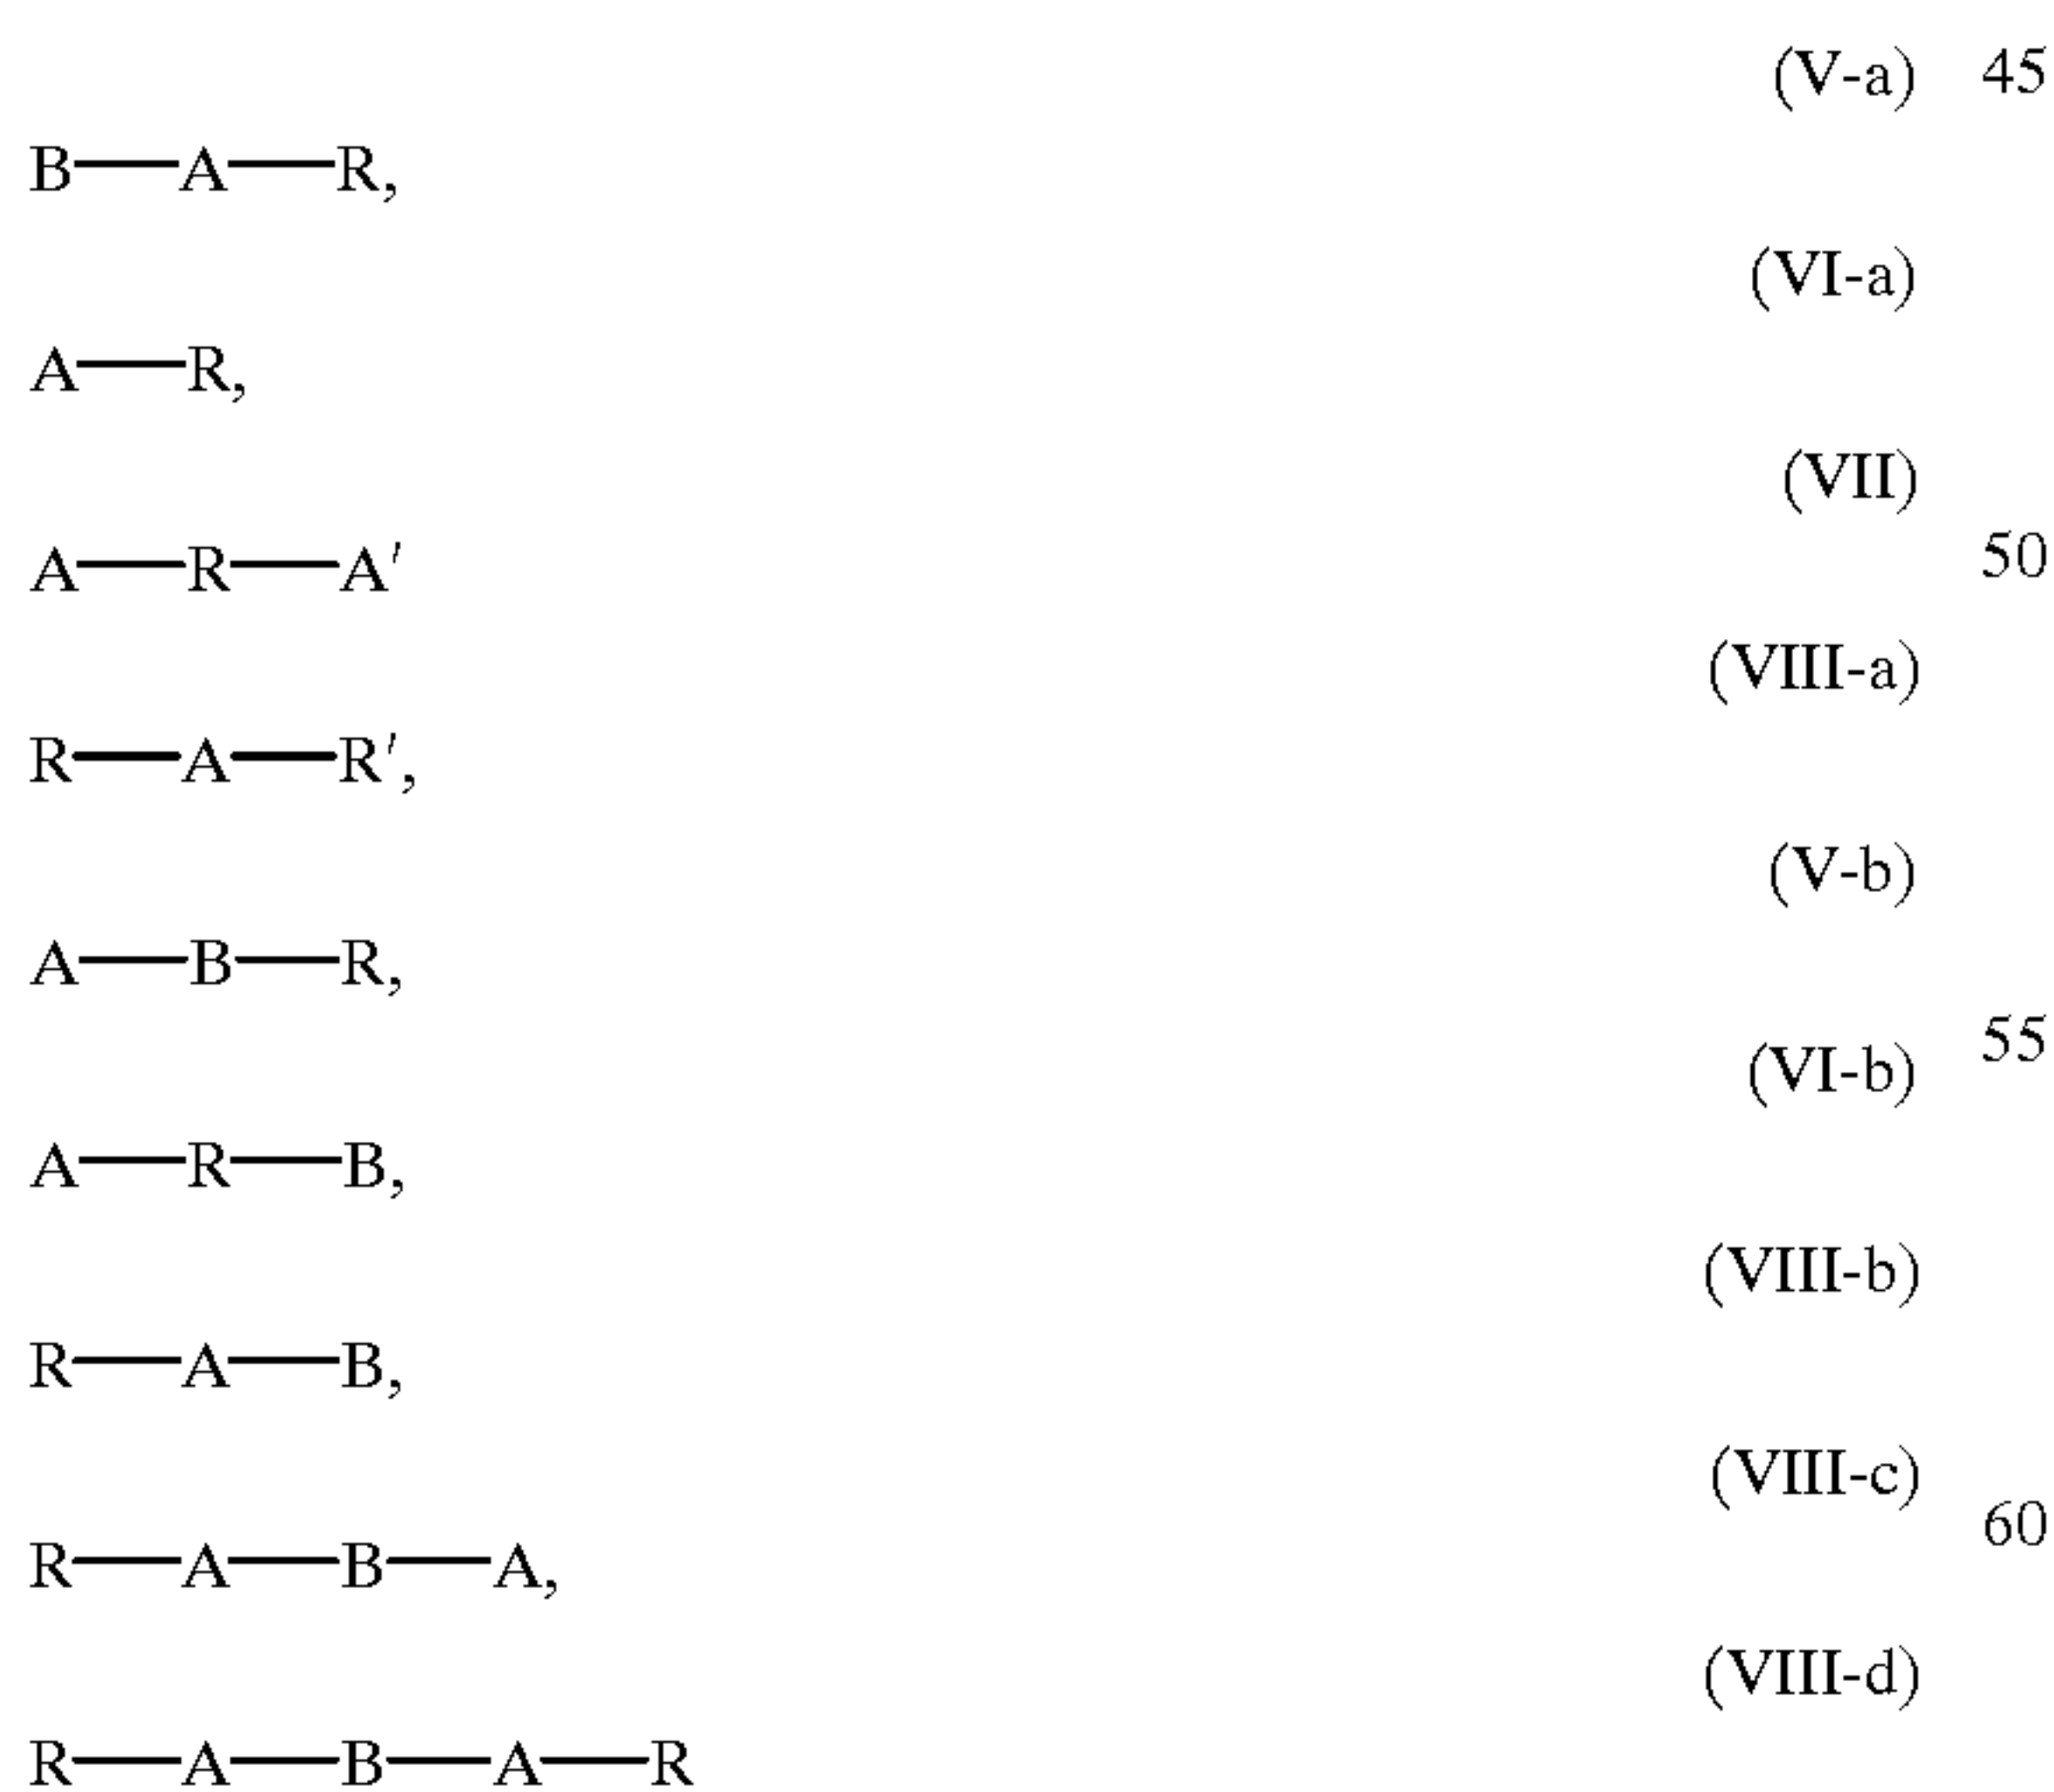 (V-a) 45
B—A—R,
(VI-a)
A—R,
(VII)
A—R—A' 50
(VIII-a)
R—A—R',
(V-b)
A—B—R,
55
(VI-b)
A—R—B,
(VIII-b)
R—A—B,
(VIII-c)
60
R—A—B—A,
(VIII-d)
R—A—B—A—R